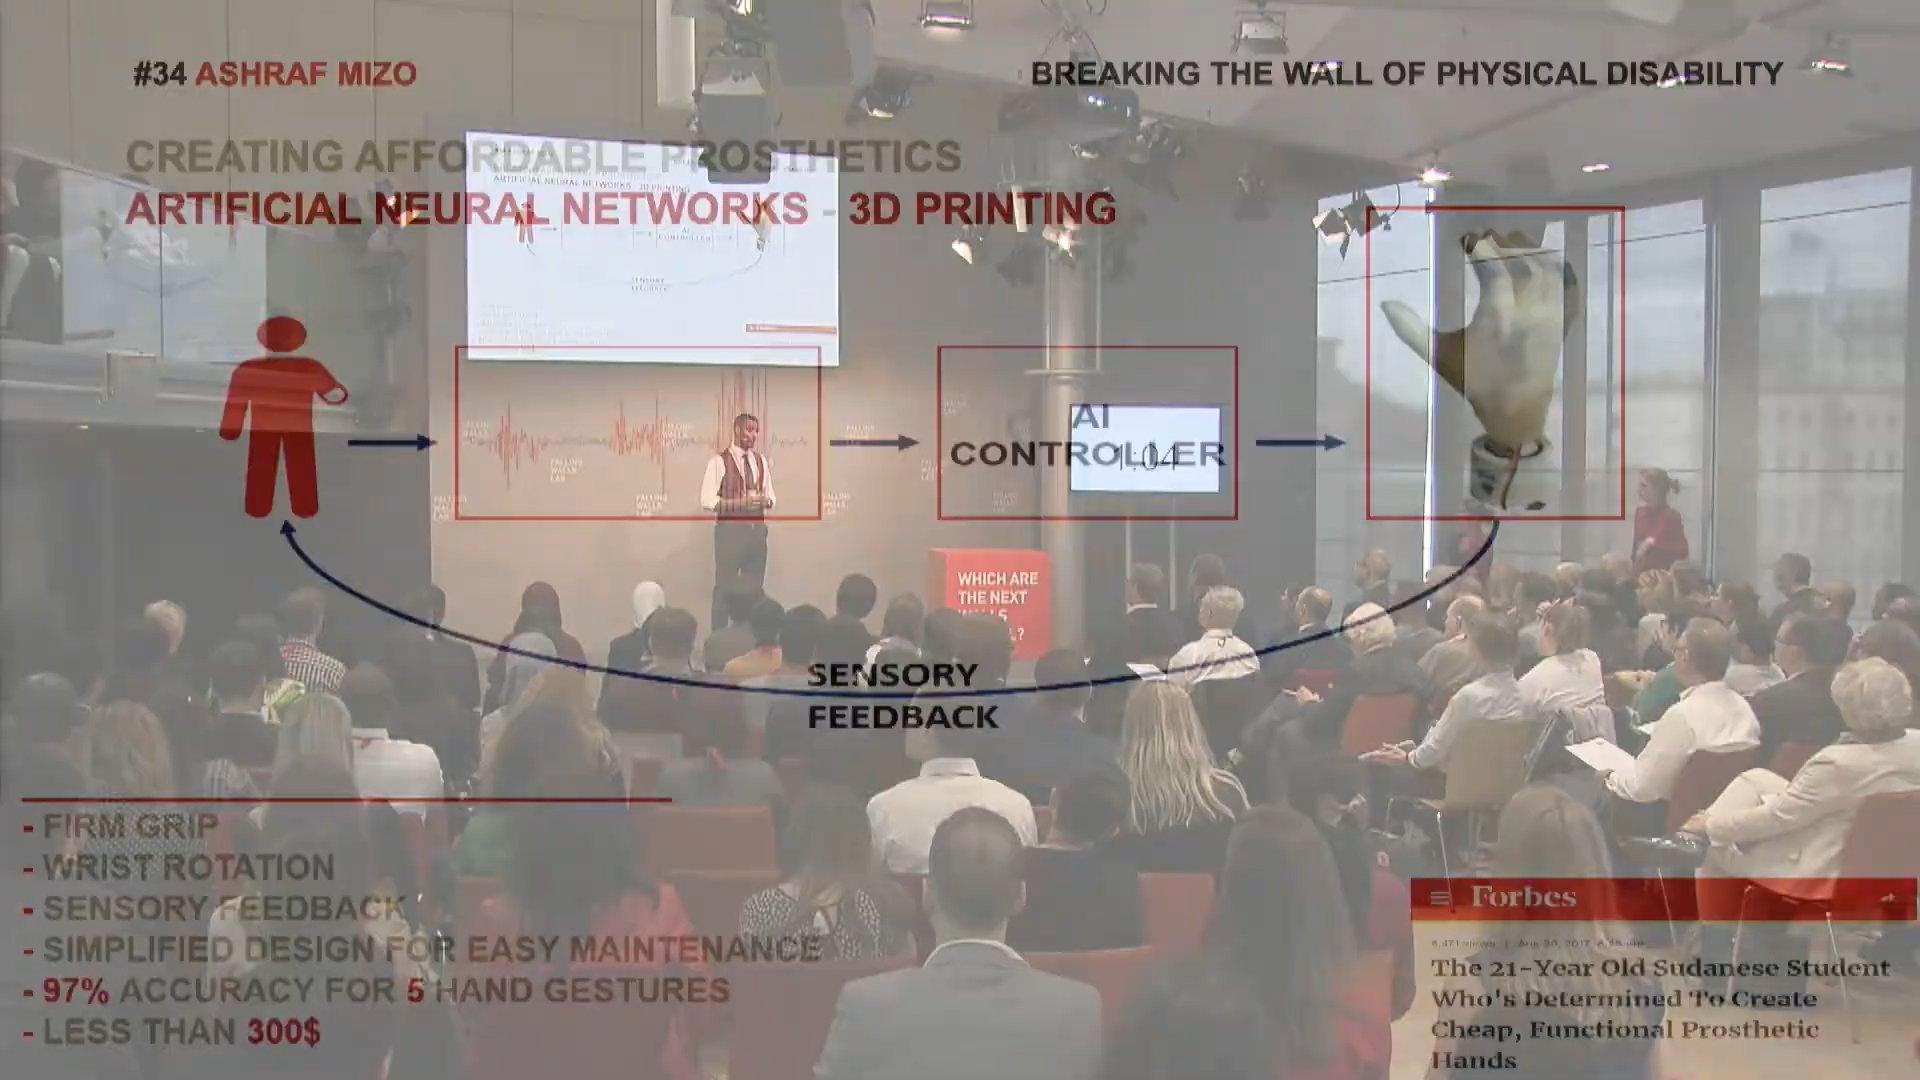 #34 ASHRAF MIZO
BREAKING THE WALL OF PHYSICAL DISABILITY
CREATING AFFORDABLE PROSTHETICS
ARTIFICIAL NEURAL NETWORKS - 3D PRINTING
AI
CONTROLLER
1:04
FALLING
WALLS
LAB
WHICH ARE
THE NEXT
SENSORY
FEEDBACK
- FIRM GRIP
- WRIST ROTATION
- SENSORY FEEDBACK
- SIMPLIFIED DESIGN FOR EASY MAINTENANCE
- 97% ACCURACY FOR 5 HAND GESTURES
- LESS THAN 300$
Forbes
The 21-Year Old Sudanese Student
Who's Determined To Create
Cheap, Functional Prosthetic
Hands